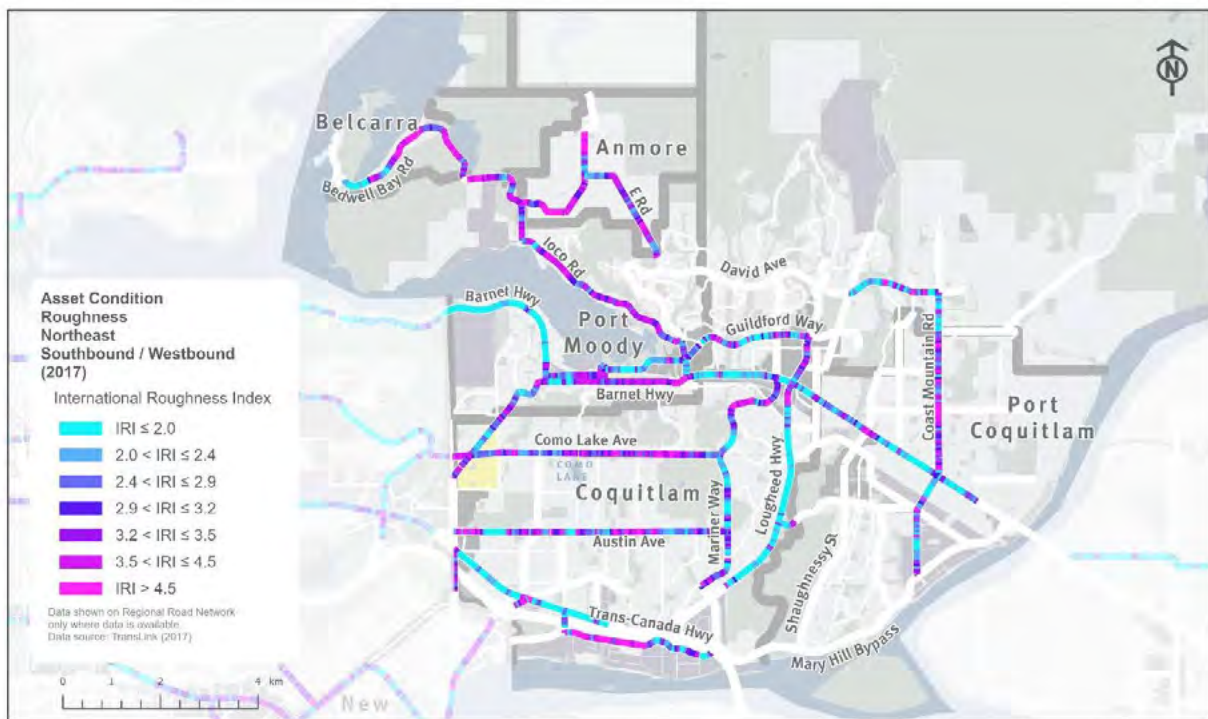 N
Belcarra
Anmore
Bedwell Bay Rd
E Rd
Ioco Rd
David Ave
Barnet Hwy
Port
Moody
Guildford Way
Coast Mountain Rd
Port
Coquitlam
Barnet Hwy
Como Lake Ave
COMO
LAKE
Coquitlam
Mariner Way
Lougheed Hwy
Austin Ave
Shaughnessy St
Trans-Canada Hwy
Mary Hill Bypass
New
Asset Condition
Roughness
Northeast
Southbound / Westbound
(2017)
International Roughness Index
IRI ≤ 2.0
2.0 < IRI ≤ 2.4
2.4 < IRI ≤ 2.9
2.9 < IRI ≤ 3.2
3.2 < IRI ≤ 3.5
3.5 < IRI ≤ 4.5
IRI > 4.5
Data shown on Regional Road Network
only where data is available.
Data source: TransLink (2017)
0 2 4 km